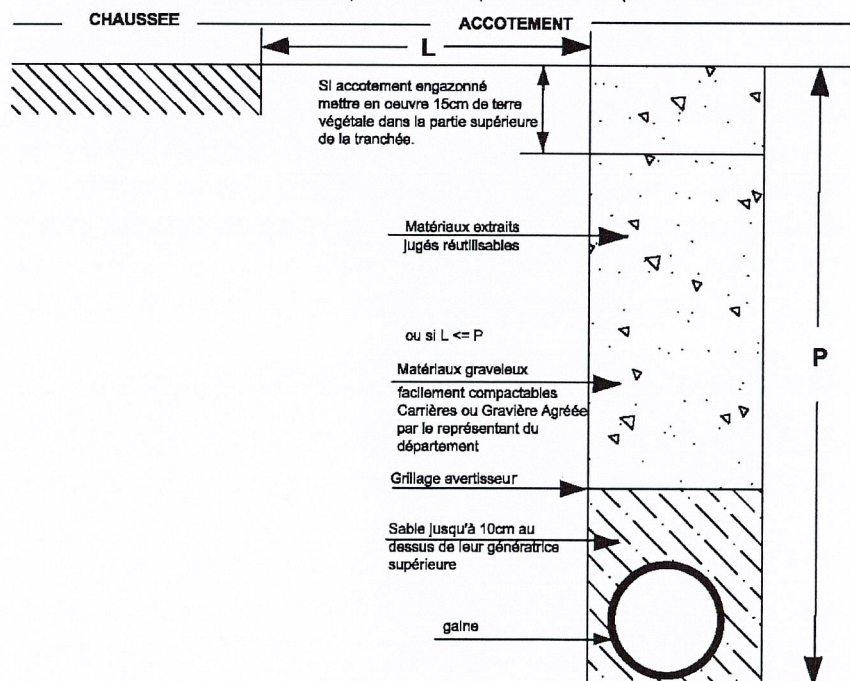 CHAUSSEE
ACCOTEMENT
L
Si accotement engazonné
mettre en oeuvre 15cm de terre
végétale dans la partie supérieure
de la tranchée.
Matériaux extraits
jugés réutilisables
ou si L <= P
Matériaux graveleux
facilement compactables
Carrières ou Gravière Agréée
par le représentant du
département
P
Grillage avertisseur
Sable jusqu'à 10cm au
dessus de leur génératrice
supérieure
gaine